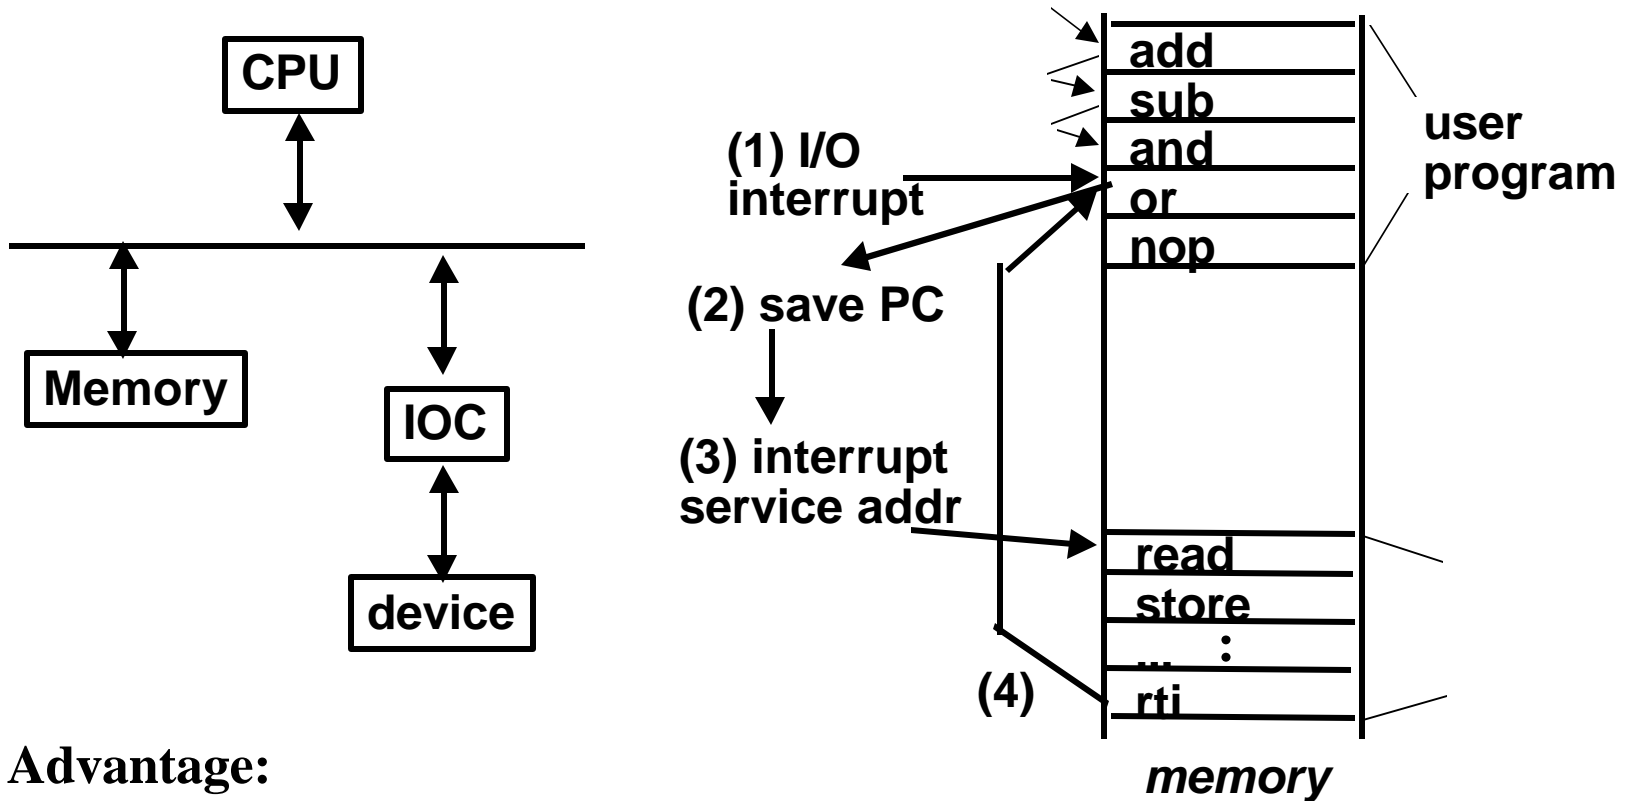 CPU
Memory
IOC
device
(1) I/O
interrupt
(2) save PC
(3) interrupt
service addr
(4)
add
sub
and
or
nop
user
program
read
store
...
rti
memory
Advantage: